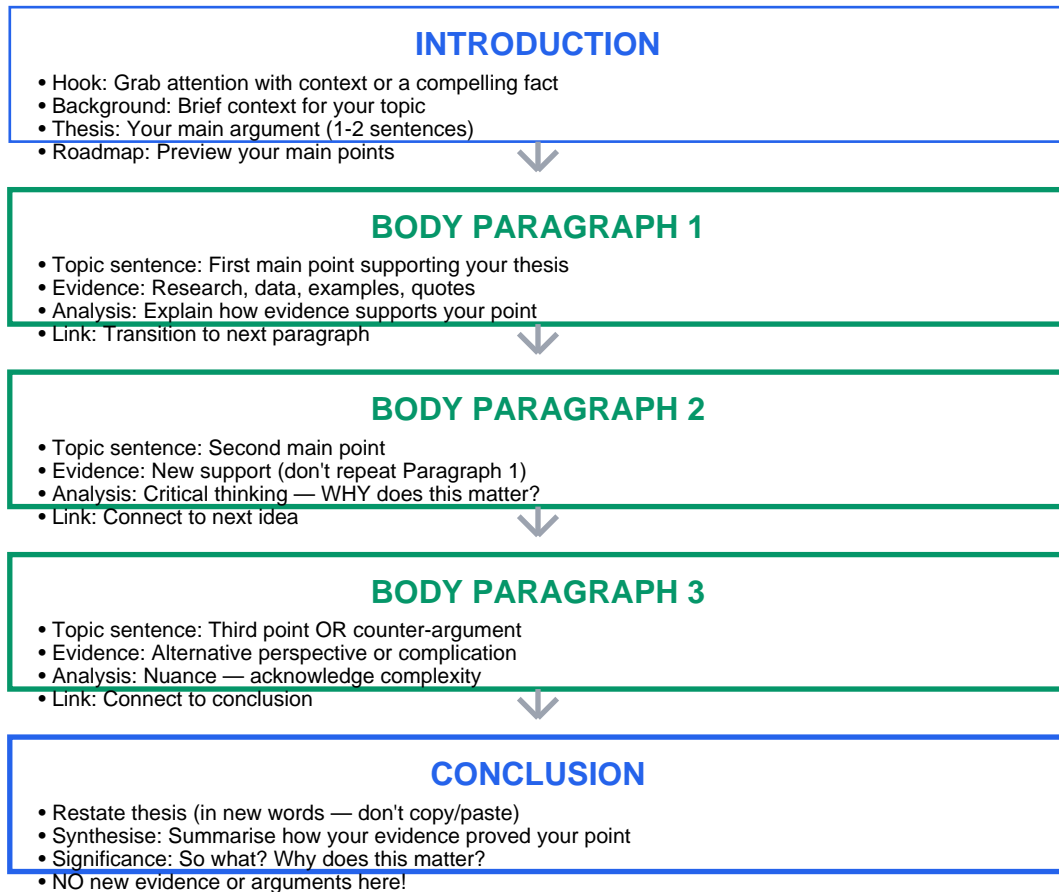 INTRODUCTION
• Hook: Grab attention with context or a compelling fact
• Background: Brief context for your topic
• Thesis: Your main argument (1-2 sentences)
• Roadmap: Preview your main points
BODY PARAGRAPH 1
• Topic sentence: First main point supporting your thesis
• Evidence: Research, data, examples, quotes
• Analysis: Explain how evidence supports your point
• Link: Transition to next paragraph
BODY PARAGRAPH 2
• Topic sentence: Second main point
• Evidence: New support (don't repeat Paragraph 1)
• Analysis: Critical thinking — WHY does this matter?
• Link: Connect to next idea
BODY PARAGRAPH 3
• Topic sentence: Third point OR counter-argument
• Evidence: Alternative perspective or complication
• Analysis: Nuance — acknowledge complexity
• Link: Connect to conclusion
CONCLUSION
• Restate thesis (in new words — don't copy/paste)
• Synthesise: Summarise how your evidence proved your point
• Significance: So what? Why does this matter?
• NO new evidence or arguments here!